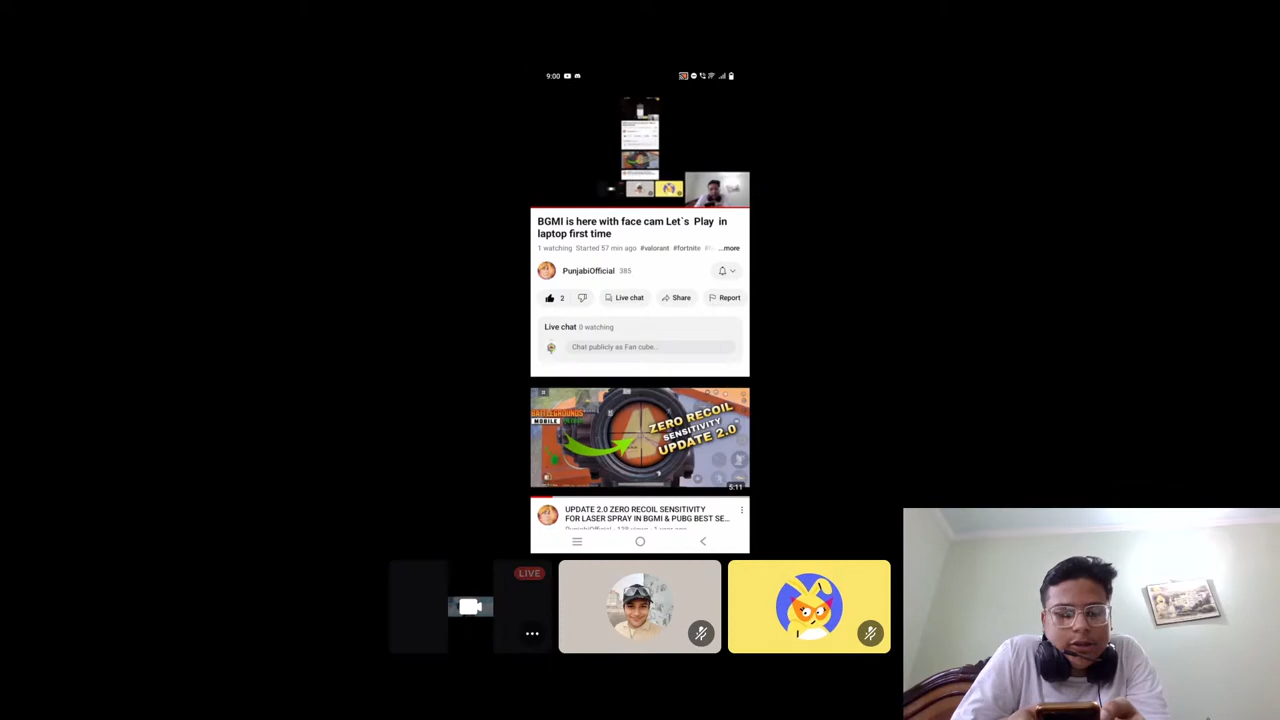 9:00
BGMI is here with face cam Let`s Play in
laptop first time
1 watching Started 57 min ago #valorant #fortnite ...more
PunjabiOfficial 385
2 Live chat Share Report
Live chat 0 watching
Chat publicly as Fan cube...
BATTLEGROUNDS
MOBILE
ZERO RECOIL
SENSITIVITY
UPDATE 2.0
5:11
UPDATE 2.0 ZERO RECOIL SENSITIVITY
FOR LASER SPRAY IN BGMI & PUBG BEST SE...
LIVE